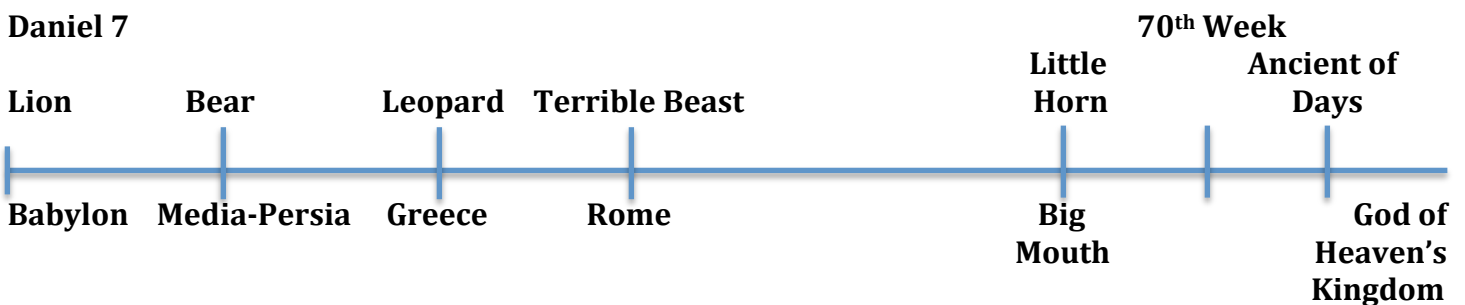 Daniel 7 70th Week
Little Ancient of
Lion Bear Leopard Terrible Beast Horn Days
Babylon Media-Persia Greece Rome Big God of
Mouth Heaven’s
Kingdom